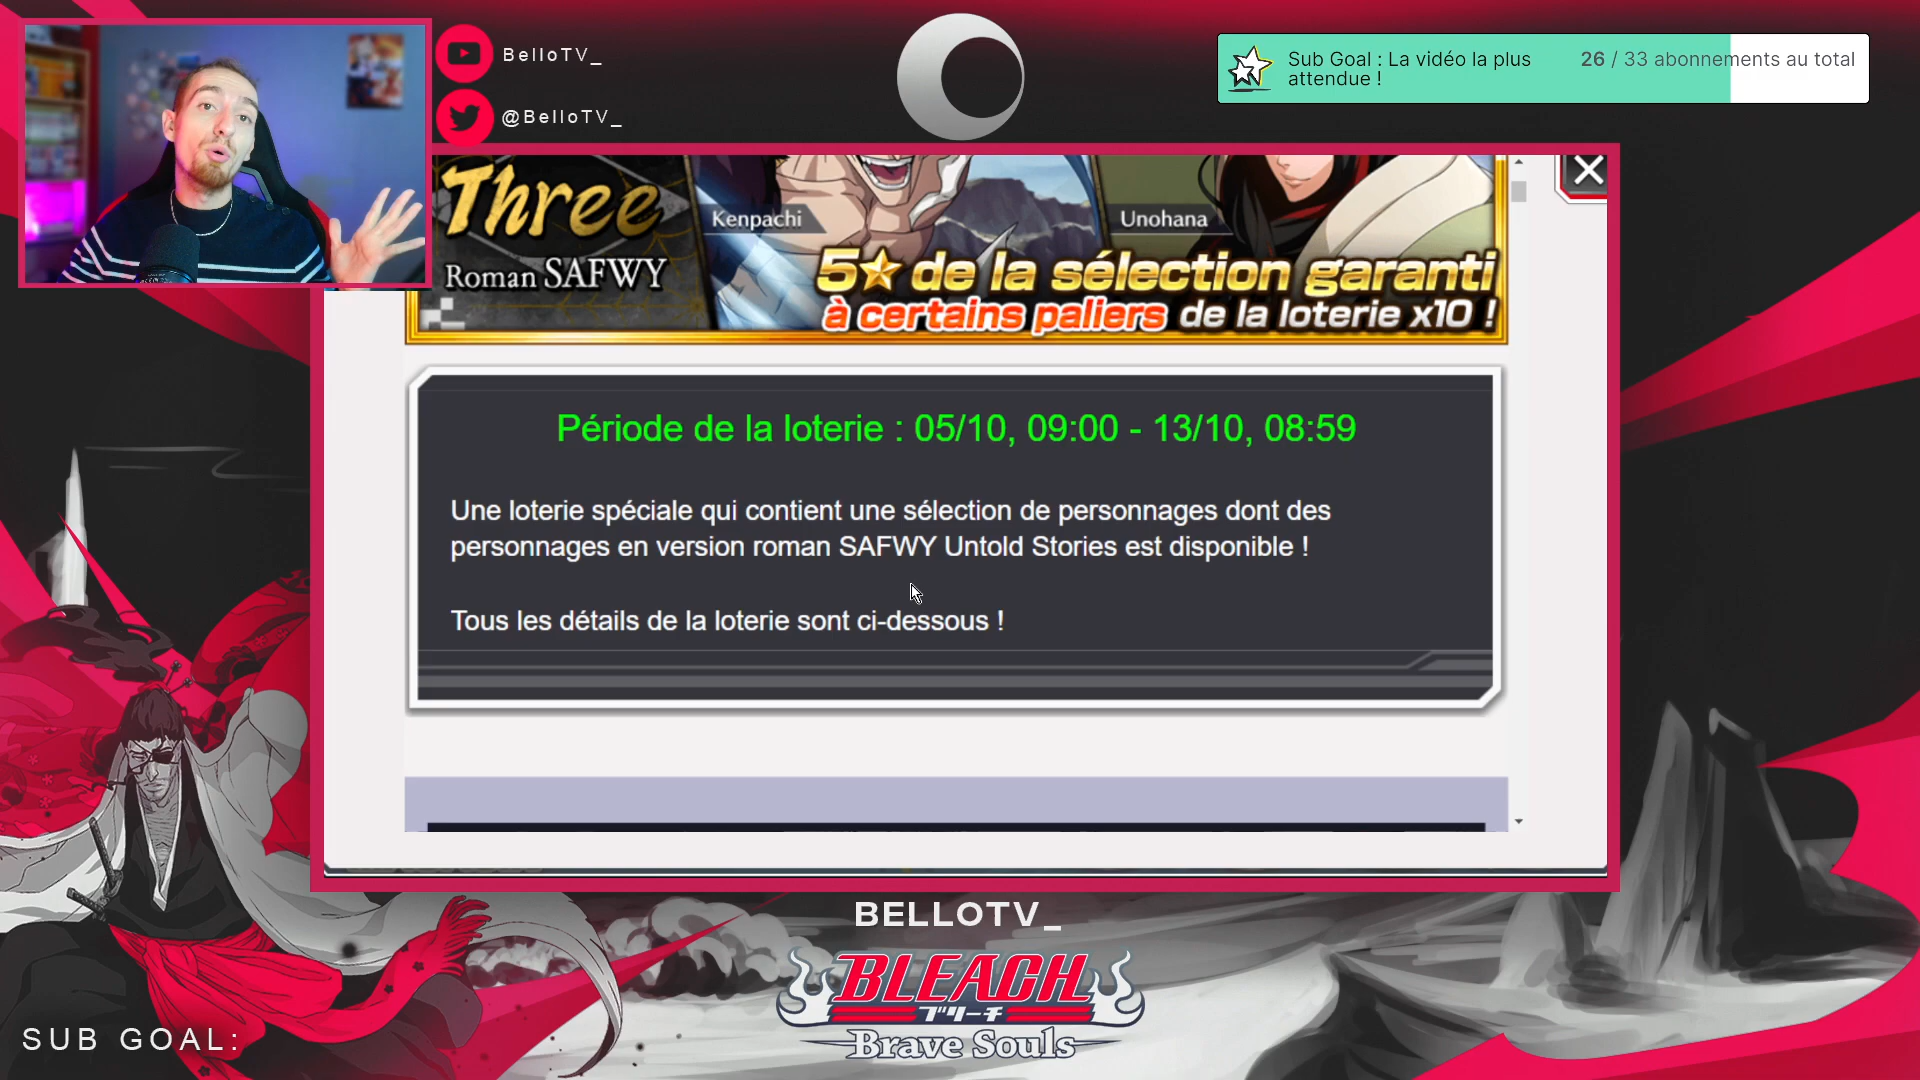 BelloTV_
@BelloTV_
Sub Goal : La vidéo la plus
attendue !
26 / 33 abonnements au total
Three
Roman SAFWY
Kenpachi
Unohana
5★ de la sélection garanti
à certains paliers de la loterie x10 !
Période de la loterie : 05/10, 09:00 - 13/10, 08:59
Une loterie spéciale qui contient une sélection de personnages dont des
personnages en version roman SAFWY Untold Stories est disponible !
Tous les détails de la loterie sont ci-dessous !
BELLOTV_
BLEACH
ブリーチ
Brave Souls
SUB GOAL: